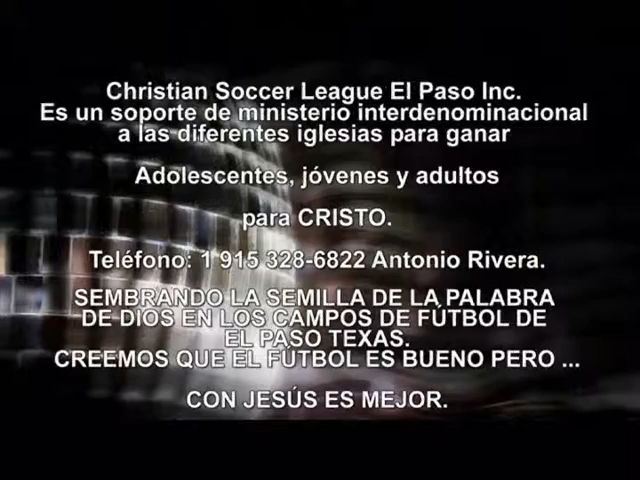 Christian Soccer League El Paso Inc.
Es un soporte de ministerio interdenominacional
a las diferentes iglesias para ganar
Adolescentes, jóvenes y adultos
para CRISTO.
Teléfono: 1 915 328-6822 Antonio Rivera.
SEMBRANDO LA SEMILLA DE LA PALABRA
DE DIOS EN LOS CAMPOS DE FÚTBOL DE
EL PASO TEXAS.
CREEMOS QUE EL FÚTBOL ES BUENO PERO ...
CON JESÚS ES MEJOR.